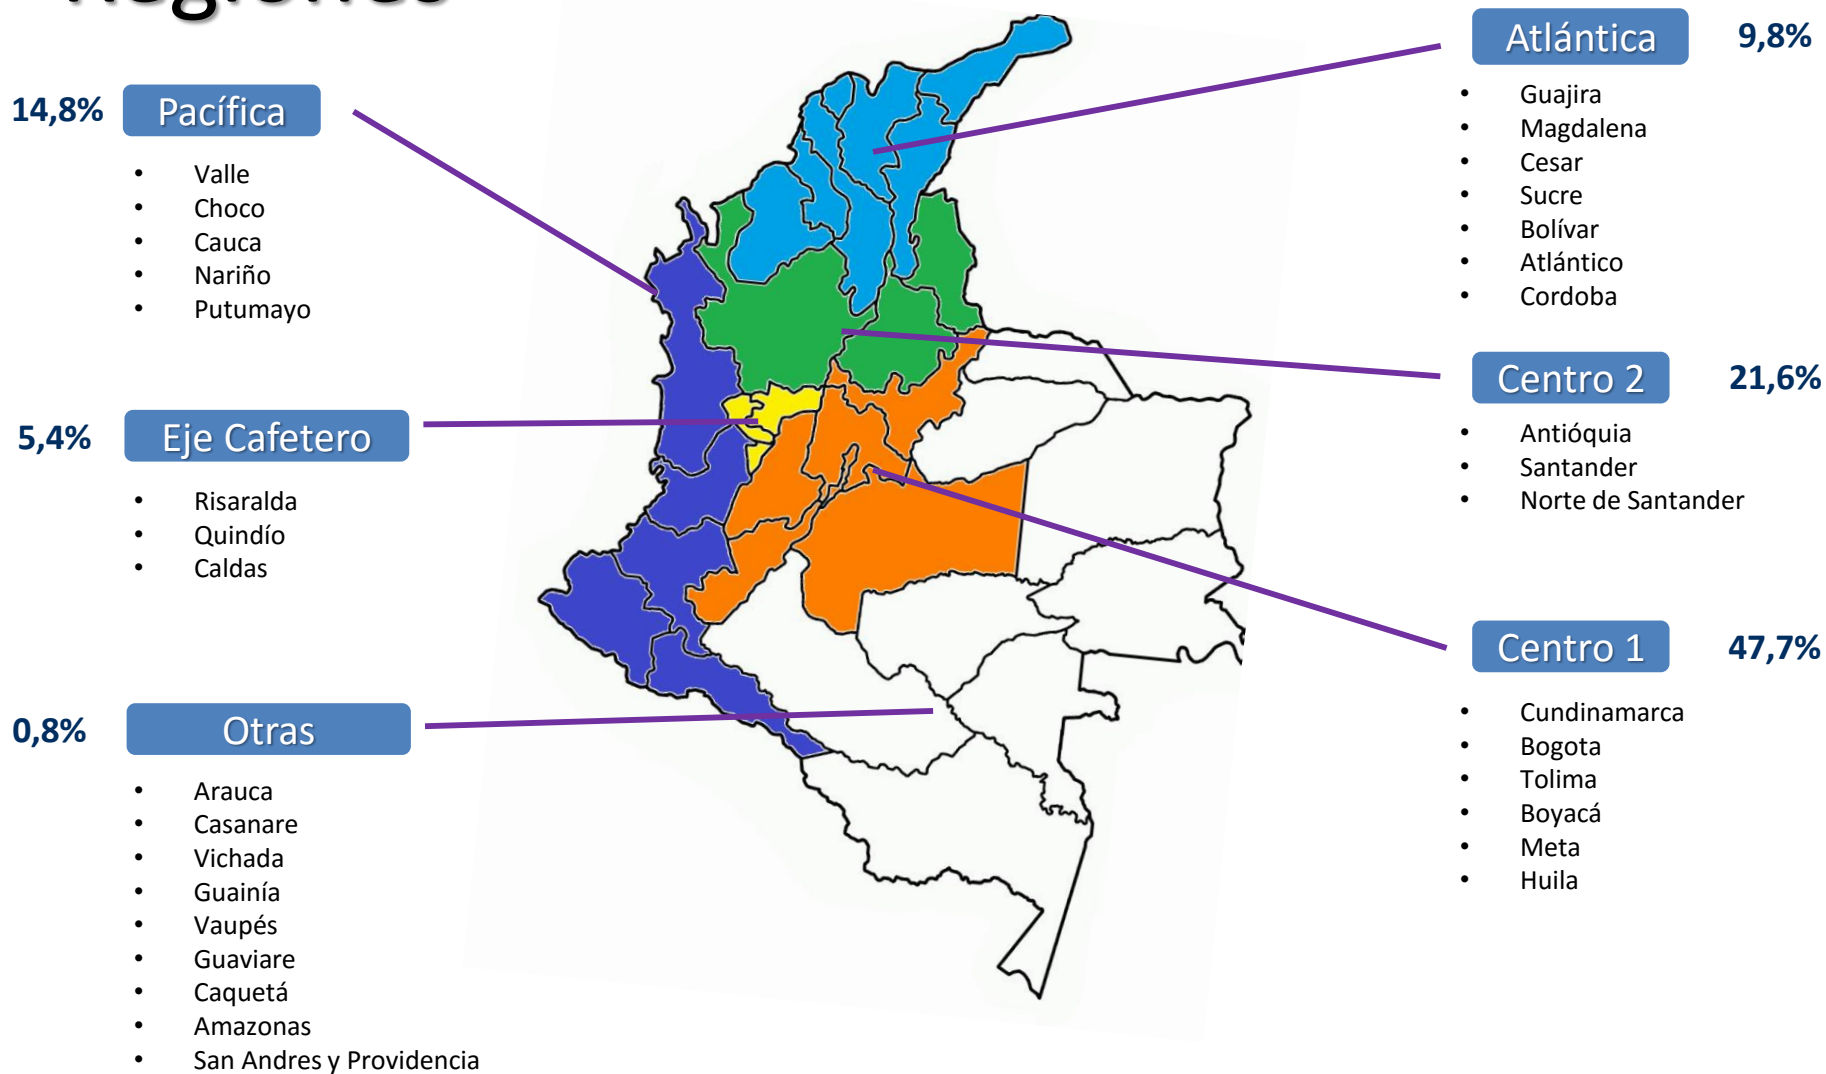 Regiones
14,8%
Pacífica
• Valle
• Choco
• Cauca
• Nariño
• Putumayo
5,4%
Eje Cafetero
• Risaralda
• Quindío
• Caldas
0,8%
Otras
• Arauca
• Casanare
• Vichada
• Guainía
• Vaupés
• Guaviare
• Caquetá
• Amazonas
• San Andres y Providencia
Atlántica
9,8%
• Guajira
• Magdalena
• Cesar
• Sucre
• Bolívar
• Atlántico
• Cordoba
Centro 2
21,6%
• Antióquia
• Santander
• Norte de Santander
Centro 1
47,7%
• Cundinamarca
• Bogota
• Tolima
• Boyacá
• Meta
• Huila